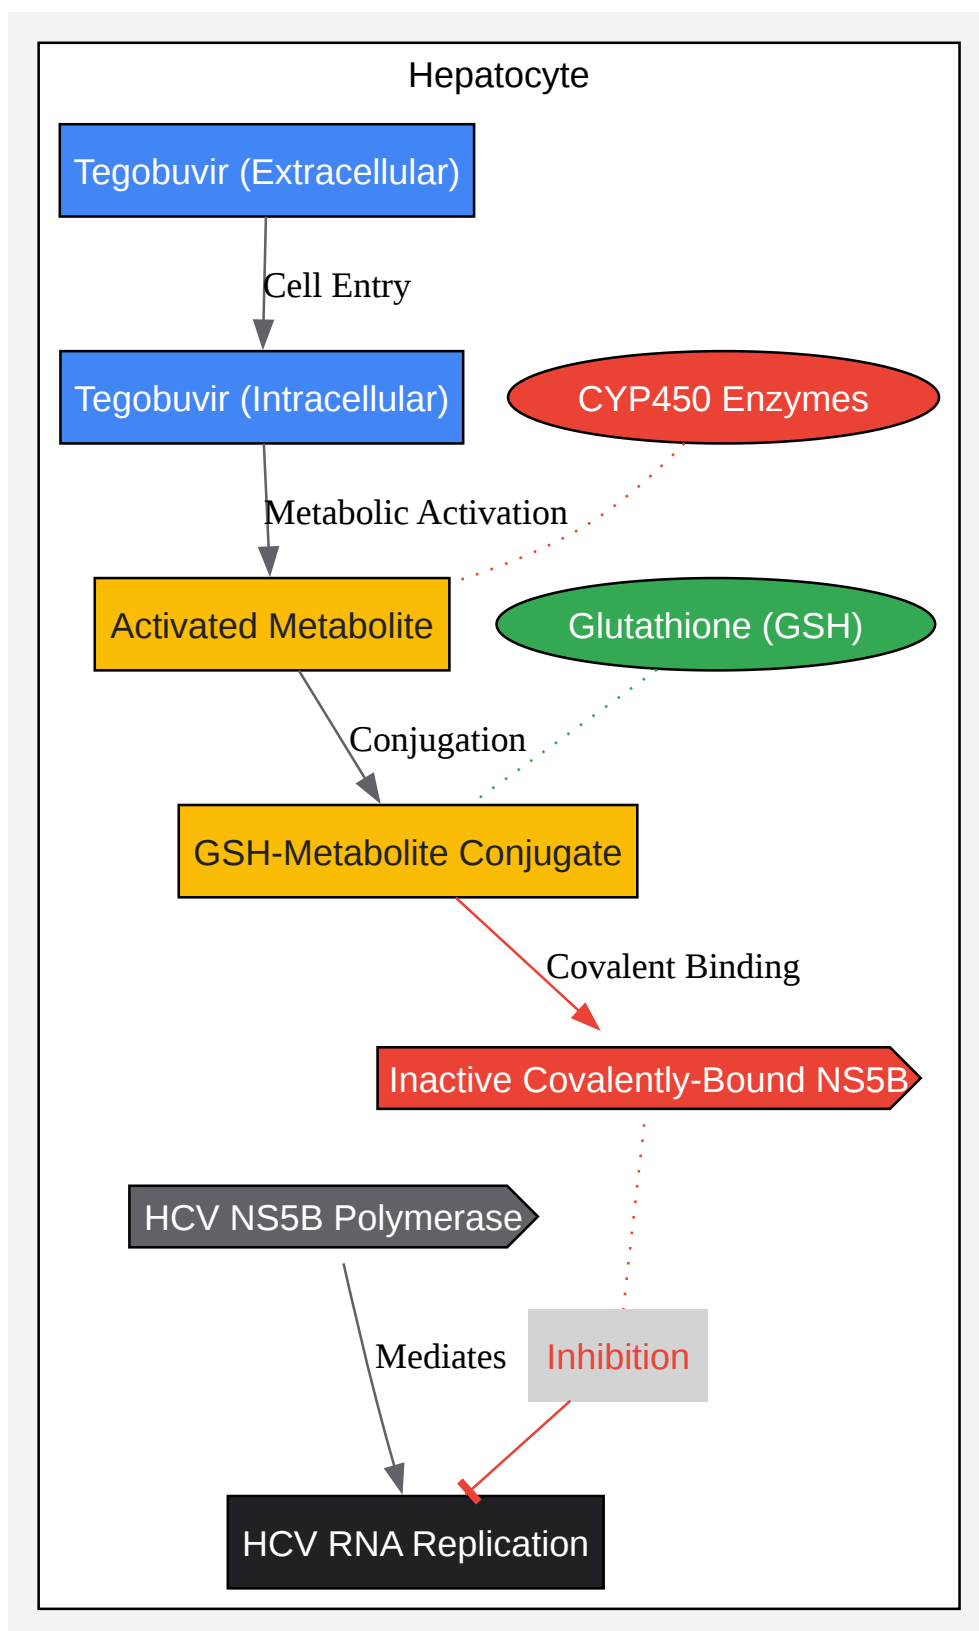 Hepatocyte
Tegobuvir (Extracellular)
Cell Entry
Tegobuvir (Intracellular)
CYP450 Enzymes
Metabolic Activation
Activated Metabolite
Glutathione (GSH)
Conjugation
GSH-Metabolite Conjugate
Covalent Binding
Inactive Covalently-Bound NS5B
HCV NS5B Polymerase
Mediates
Inhibition
HCV RNA Replication